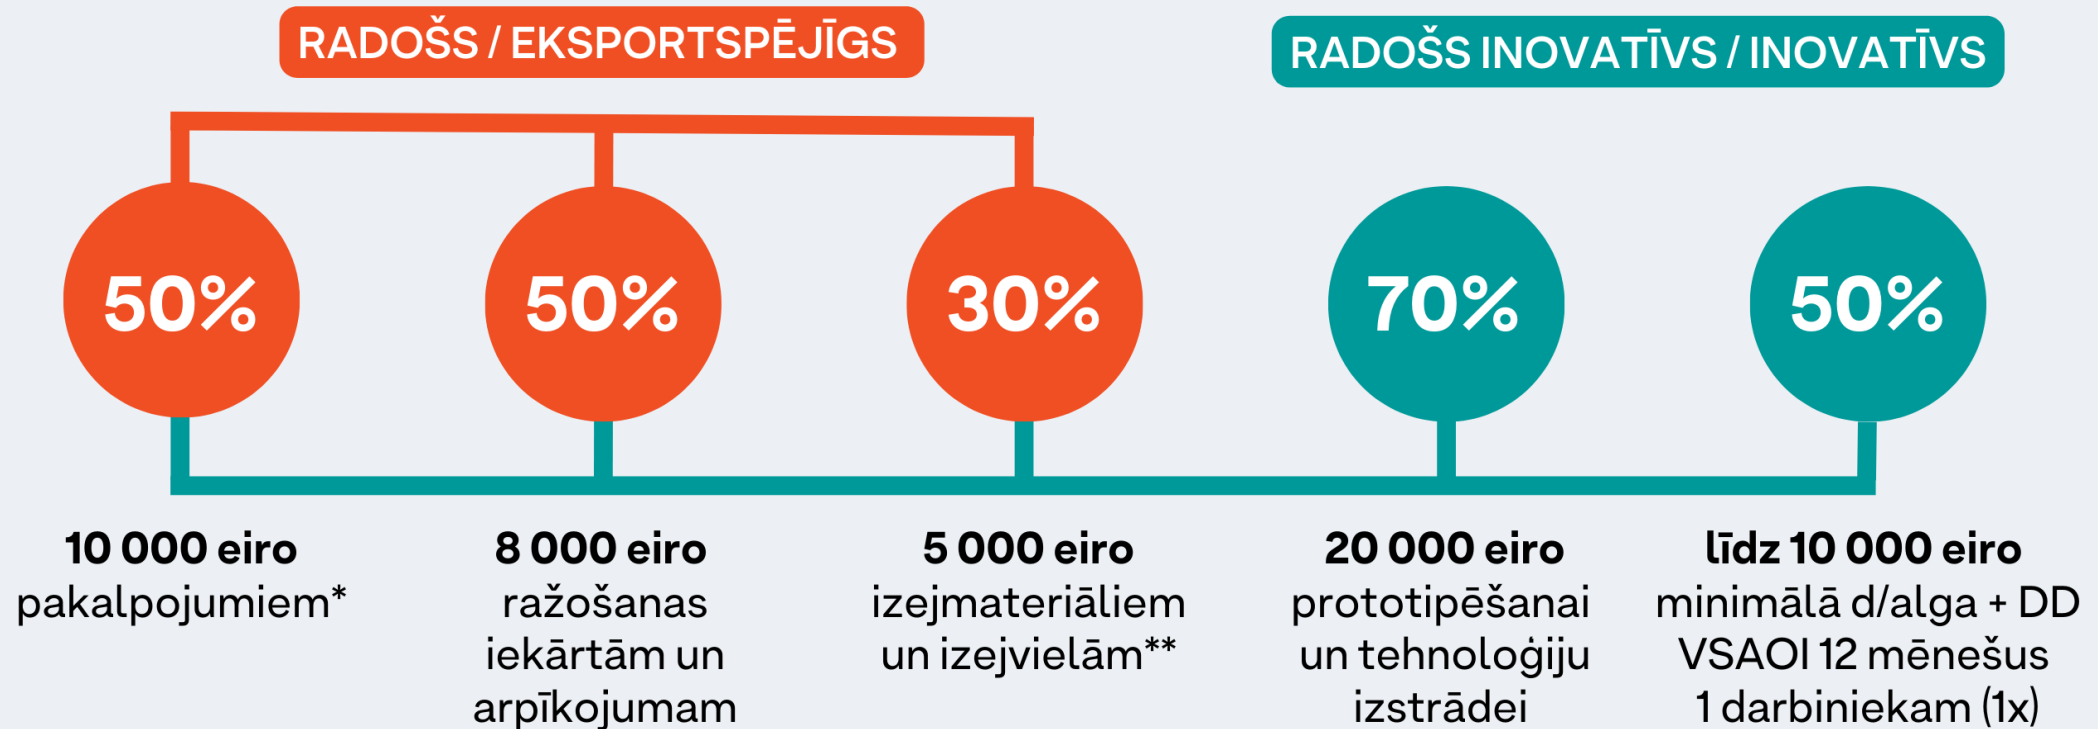 RADOŠS / EKSPORTSPĒJĪGS
RADOŠS INOVATĪVS / INOVATĪVS
50%
50%
30%
70%
50%
10 000 eiro
pakalpojumiem*
8 000 eiro
ražošanas
iekārtām un
arpīkojumam
5 000 eiro
izejmateriāliem
un izejvielām**
20 000 eiro
prototipēšanai
un tehnoloģiju
izstrādei
līdz 10 000 eiro
minimālā d/alga + DD
VSAOI 12 mēnešus
1 darbiniekam (1x)